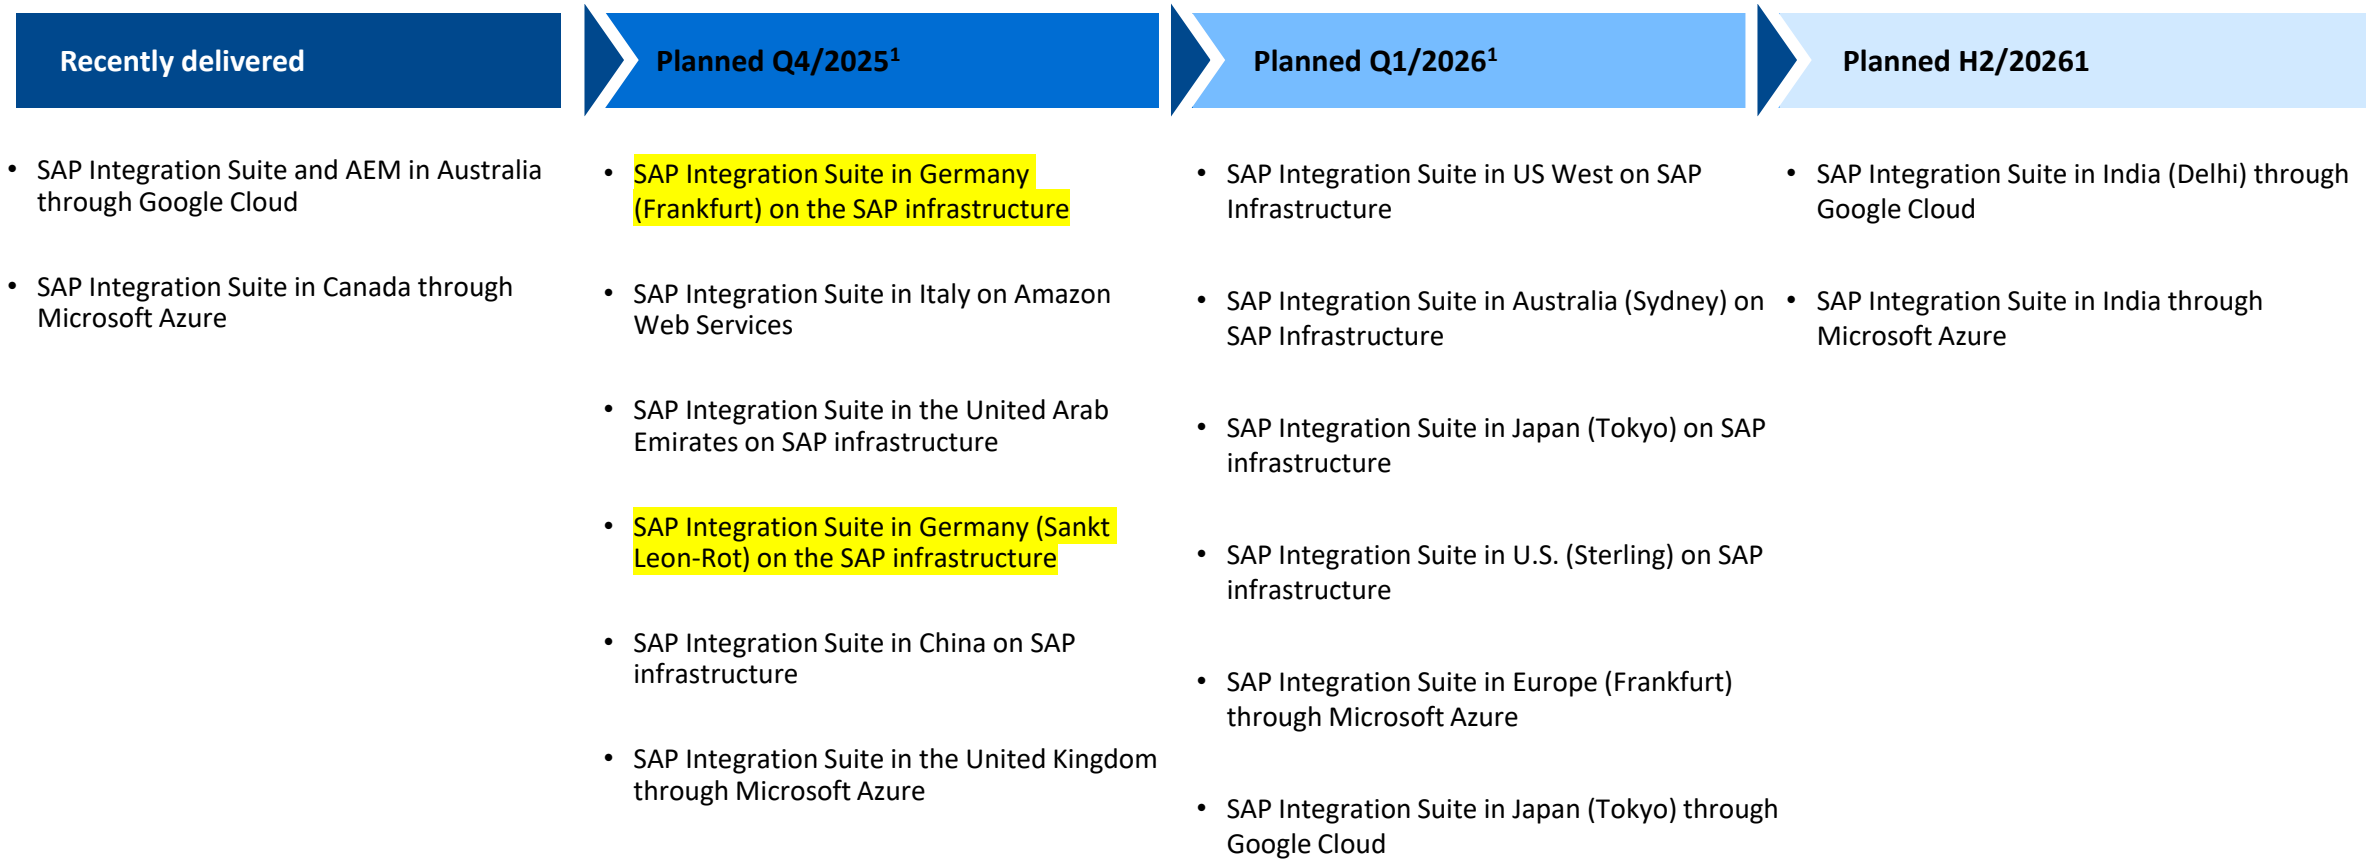 Recently delivered
Planned Q4/2025¹
Planned Q1/2026¹
Planned H2/20261
• SAP Integration Suite and AEM in Australia
through Google Cloud
• SAP Integration Suite in Canada through
Microsoft Azure
• SAP Integration Suite in Germany
(Frankfurt) on the SAP infrastructure
• SAP Integration Suite in Italy on Amazon
Web Services
• SAP Integration Suite in the United Arab
Emirates on SAP infrastructure
• SAP Integration Suite in Germany (Sankt
Leon-Rot) on the SAP infrastructure
• SAP Integration Suite in China on SAP
infrastructure
• SAP Integration Suite in the United Kingdom
through Microsoft Azure
• SAP Integration Suite in US West on SAP
Infrastructure
• SAP Integration Suite in Australia (Sydney) on
SAP Infrastructure
• SAP Integration Suite in Japan (Tokyo) on SAP
infrastructure
• SAP Integration Suite in U.S. (Sterling) on SAP
infrastructure
• SAP Integration Suite in Europe (Frankfurt)
through Microsoft Azure
• SAP Integration Suite in Japan (Tokyo) through
Google Cloud
• SAP Integration Suite in India (Delhi) through
Google Cloud
• SAP Integration Suite in India through
Microsoft Azure